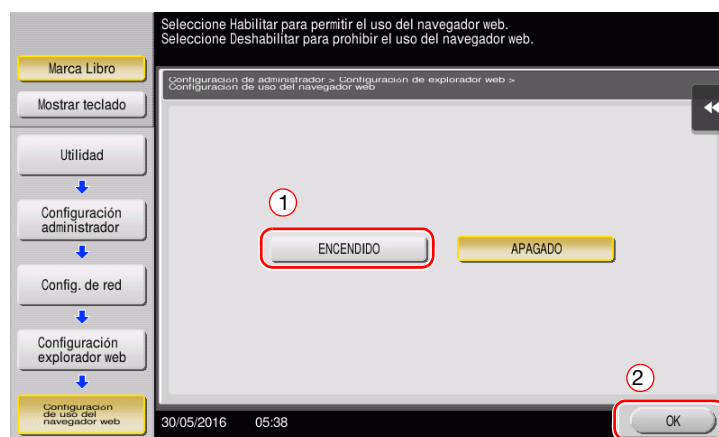 Seleccione Habilitar para permitir el uso del navegador web.
Seleccione Deshabilitar para prohibir el uso del navegador web.
Marca Libro
Mostrar teclado
Utilidad
Configuración
administrador
Config. de red
Configuración
explorador web
Configuración
de uso del
navegador web
Configuración de administrador > Configuración de explorador web >
Configuración de uso del navegador web
1
ENCENDIDO
APAGADO
2
30/05/2016 05:38
OK